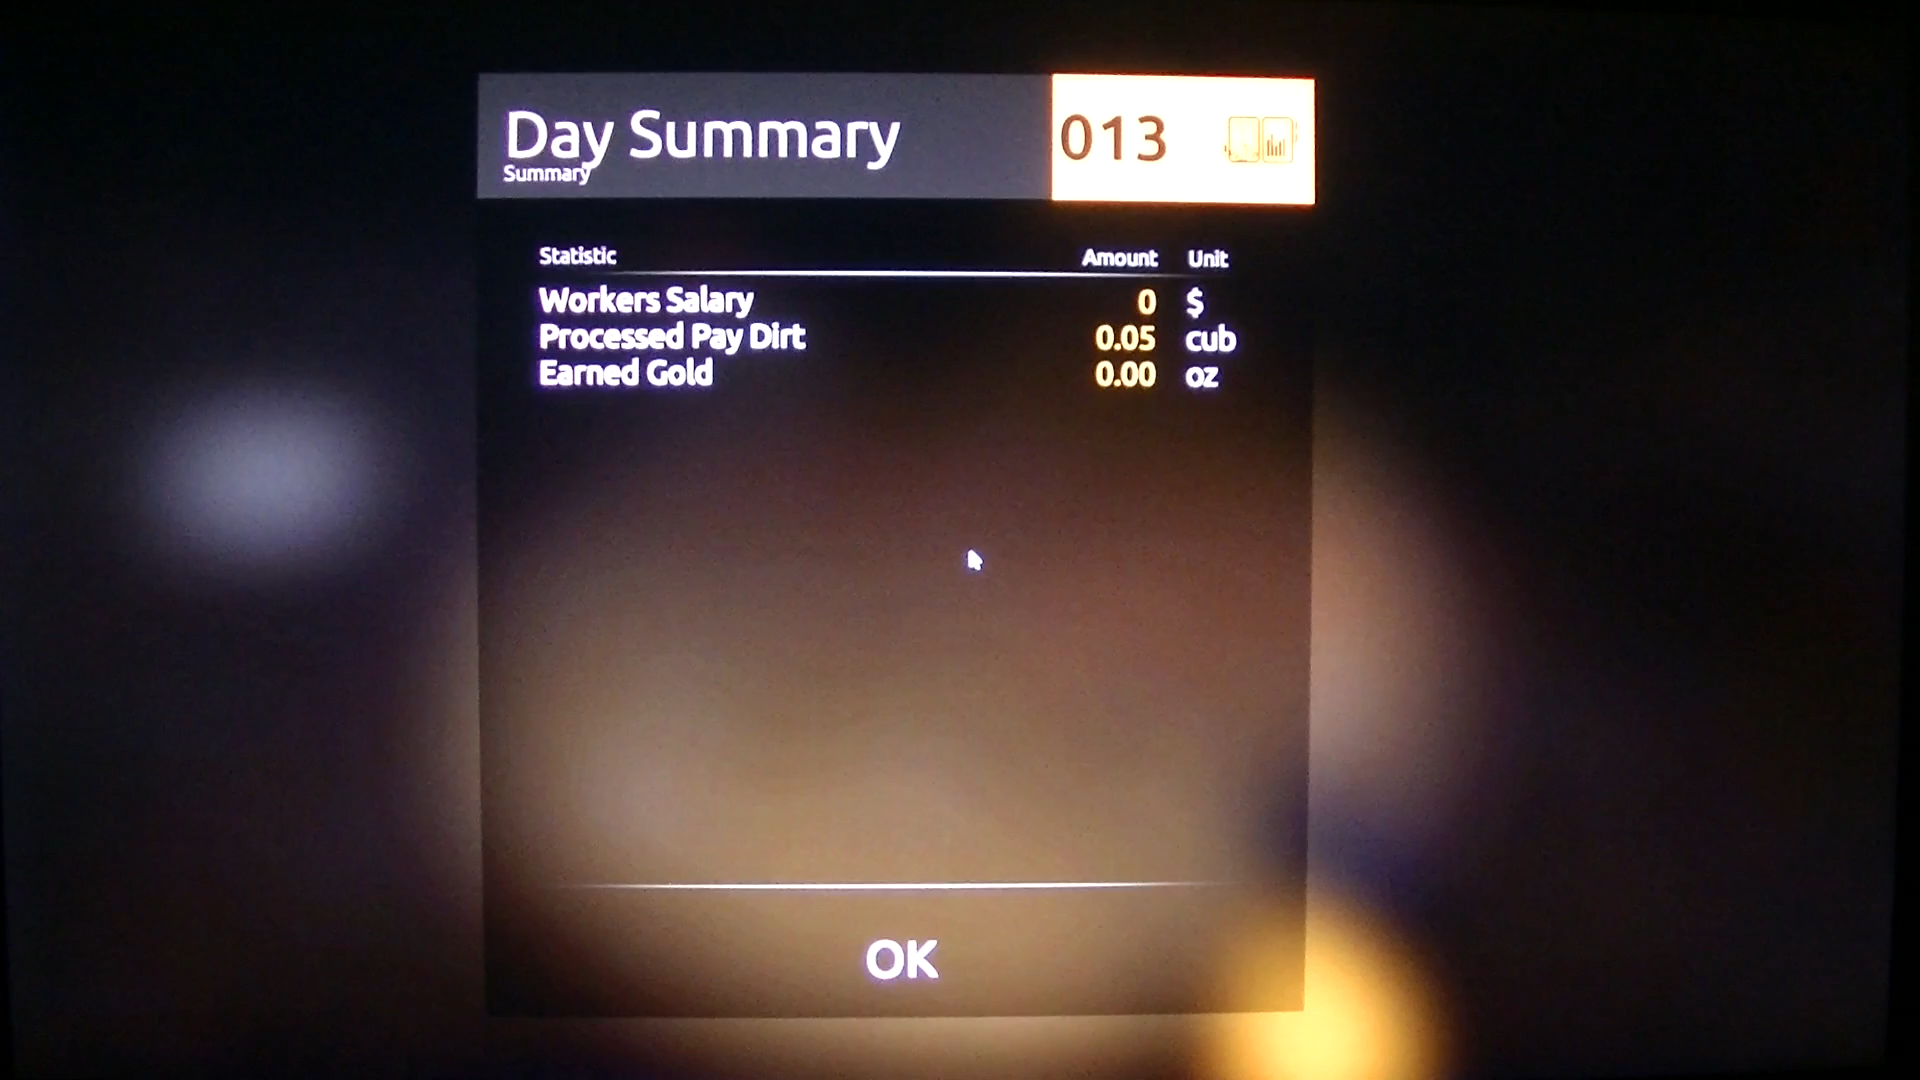 Day Summary
013
Summary
Statistic Amount Unit
Workers Salary 0 $
Processed Pay Dirt 0.05 cub
Earned Gold 0.00 oz
OK